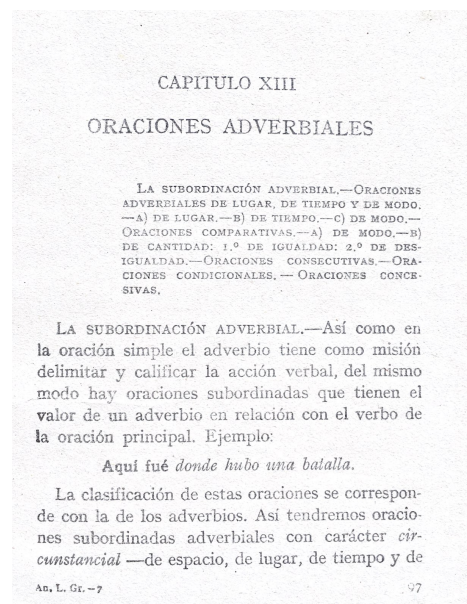 CAPITULO XIII
ORACIONES ADVERBIALES
LA SUBORDINACIÓN ADVERBIAL.—ORACIONES
ADVERBIALES DE LUGAR, DE TIEMPO Y DE MODO.
—A) DE LUGAR.—B) DE TIEMPO.—C) DE MODO.—
ORACIONES COMPARATIVAS.—A) DE MODO.—B)
DE CANTIDAD: 1.º DE IGUALDAD: 2.º DE DES-
IGUALDAD.—ORACIONES CONSECUTIVAS.—ORA-
CIONES CONDICIONALES.—ORACIONES CONCE-
SIVAS.
LA SUBORDINACIÓN ADVERBIAL.—Así como en
la oración simple el adverbio tiene como misión
delimitar y calificar la acción verbal, del mismo
modo hay oraciones subordinadas que tienen el
valor de un adverbio en relación con el verbo de
la oración principal. Ejemplo:
Aquí fué donde hubo una batalla.
La clasificación de estas oraciones se correspon-
de con la de los adverbios. Así tendremos oracio-
nes subordinadas adverbiales con carácter cir-
cunstancial —de espacio, de lugar, de tiempo y de
An. L. Gr.—7
97